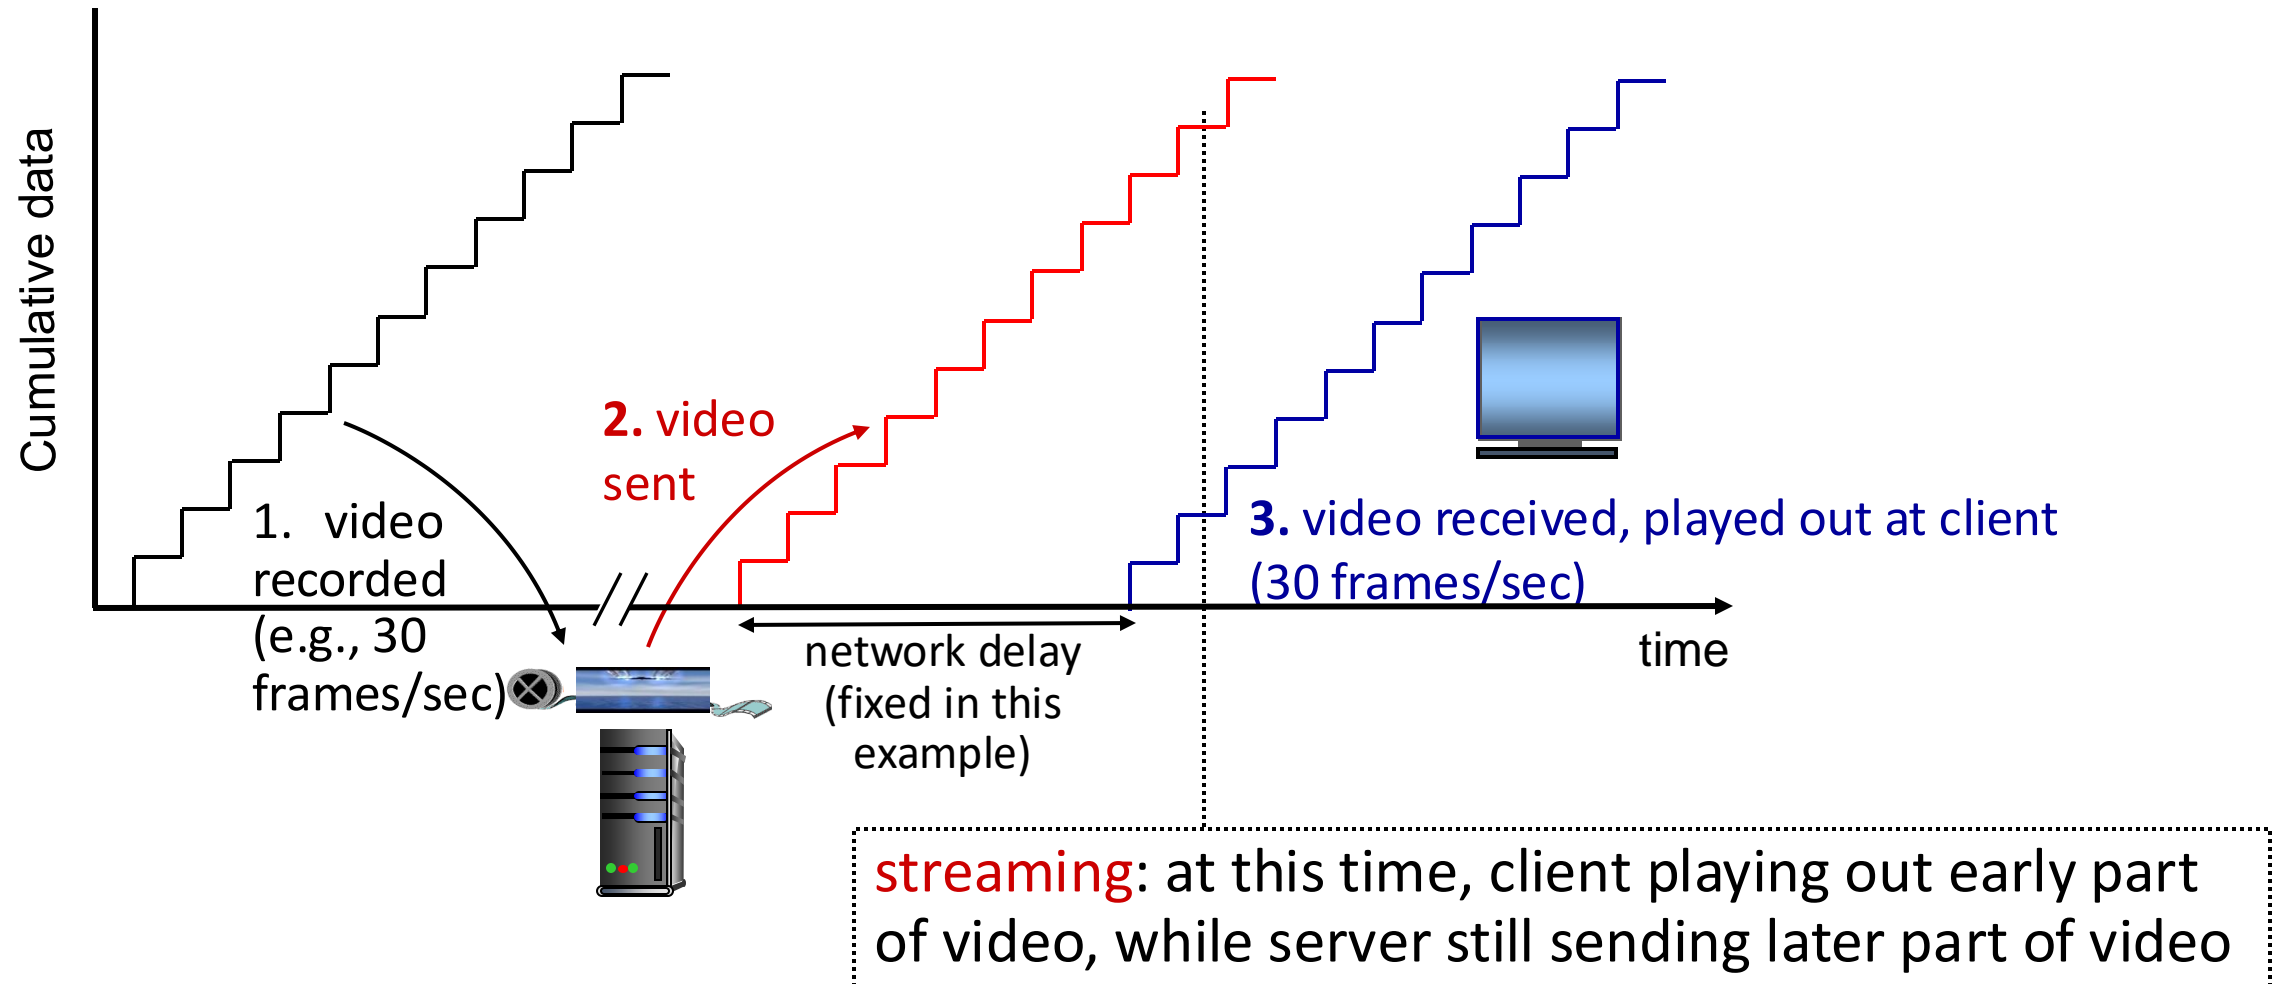 Cumulative data
1. video
recorded
(e.g., 30
frames/sec)
2. video
sent
3. video received, played out at client
(30 frames/sec)
network delay
(fixed in this
example)
time
streaming: at this time, client playing out early part
of video, while server still sending later part of video